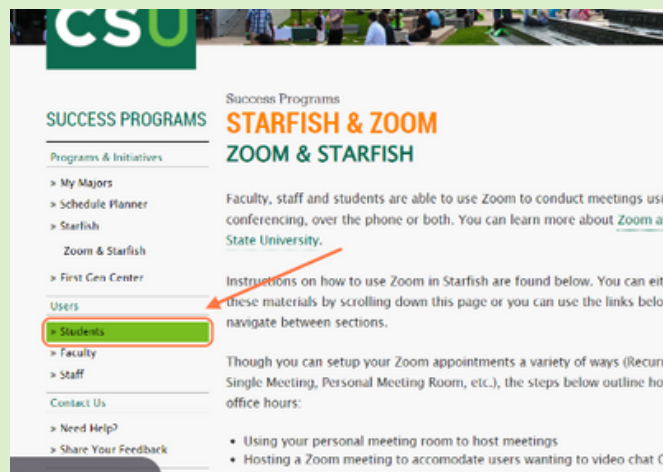 CSU
SUCCESS PROGRAMS
Programs & Initiatives
> My Majors
> Schedule Planner
> Starfish
Zoom & Starfish
> First Gen Center
Users
> Students
> Faculty
> Staff
Contact Us
> Need Help?
> Share Your Feedback
Success Programs
STARFISH & ZOOM
ZOOM & STARFISH
Faculty, staff and students are able to use Zoom to conduct meetings usi
conferencing, over the phone or both. You can learn more about Zoom a
State University.
Instructions on how to use Zoom in Starfish are found below. You can eit
these materials by scrolling down this page or you can use the links belo
navigate between sections.
Though you can setup your Zoom appointments a variety of ways (Recurr
Single Meeting, Personal Meeting Room, etc.), the steps below outline ho
office hours:
• Using your personal meeting room to host meetings
• Hosting a Zoom meeting to accomodate users wanting to video chat